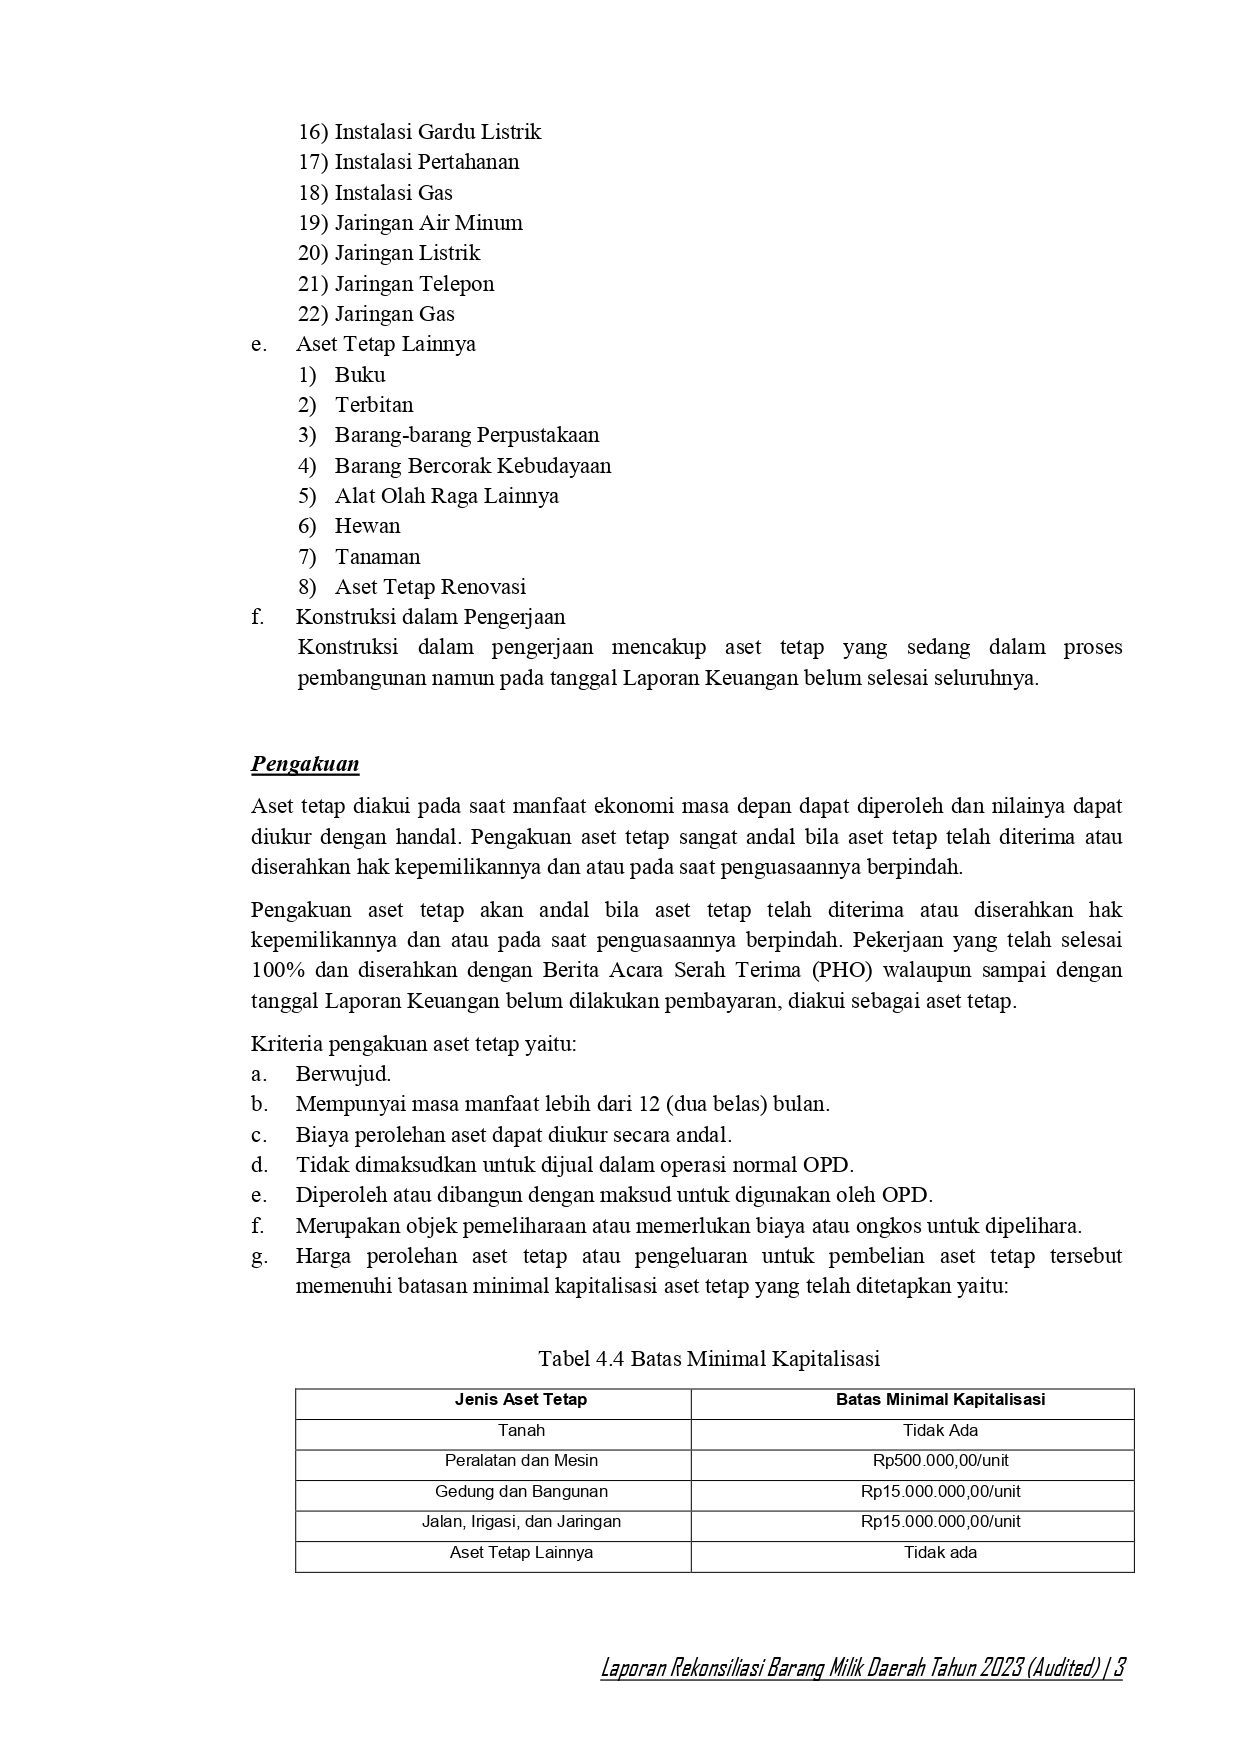 16) Instalasi Gardu Listrik
17) Instalasi Pertahanan
18) Instalasi Gas
19) Jaringan Air Minum
20) Jaringan Listrik
21) Jaringan Telepon
22) Jaringan Gas
e. Aset Tetap Lainnya
1) Buku
2) Terbitan
3) Barang-barang Perpustakaan
4) Barang Bercorak Kebudayaan
5) Alat Olah Raga Lainnya
6) Hewan
7) Tanaman
8) Aset Tetap Renovasi
f. Konstruksi dalam Pengerjaan
Konstruksi dalam pengerjaan mencakup aset tetap yang sedang dalam proses
pembangunan namun pada tanggal Laporan Keuangan belum selesai seluruhnya.
Pengakuan
Aset tetap diakui pada saat manfaat ekonomi masa depan dapat diperoleh dan nilainya dapat
diukur dengan handal. Pengakuan aset tetap sangat andal bila aset tetap telah diterima atau
diserahkan hak kepemilikannya dan atau pada saat penguasaannya berpindah.
Pengakuan aset tetap akan andal bila aset tetap telah diterima atau diserahkan hak
kepemilikannya dan atau pada saat penguasaannya berpindah. Pekerjaan yang telah selesai
100% dan diserahkan dengan Berita Acara Serah Terima (PHO) walaupun sampai dengan
tanggal Laporan Keuangan belum dilakukan pembayaran, diakui sebagai aset tetap.
Kriteria pengakuan aset tetap yaitu:
a. Berwujud.
b. Mempunyai masa manfaat lebih dari 12 (dua belas) bulan.
c. Biaya perolehan aset dapat diukur secara andal.
d. Tidak dimaksudkan untuk dijual dalam operasi normal OPD.
e. Diperoleh atau dibangun dengan maksud untuk digunakan oleh OPD.
f. Merupakan objek pemeliharaan atau memerlukan biaya atau ongkos untuk dipelihara.
g. Harga perolehan aset tetap atau pengeluaran untuk pembelian aset tetap tersebut
memenuhi batasan minimal kapitalisasi aset tetap yang telah ditetapkan yaitu:
Tabel 4.4 Batas Minimal Kapitalisasi
Jenis Aset Tetap Batas Minimal Kapitalisasi
Tanah Tidak Ada
Peralatan dan Mesin Rp500.000,00/unit
Gedung dan Bangunan Rp15.000.000,00/unit
Jalan, Irigasi, dan Jaringan Rp15.000.000,00/unit
Aset Tetap Lainnya Tidak ada
Laporan Rekonsiliasi Barang Milik Daerah Tahun 2023 (Audited) | 3